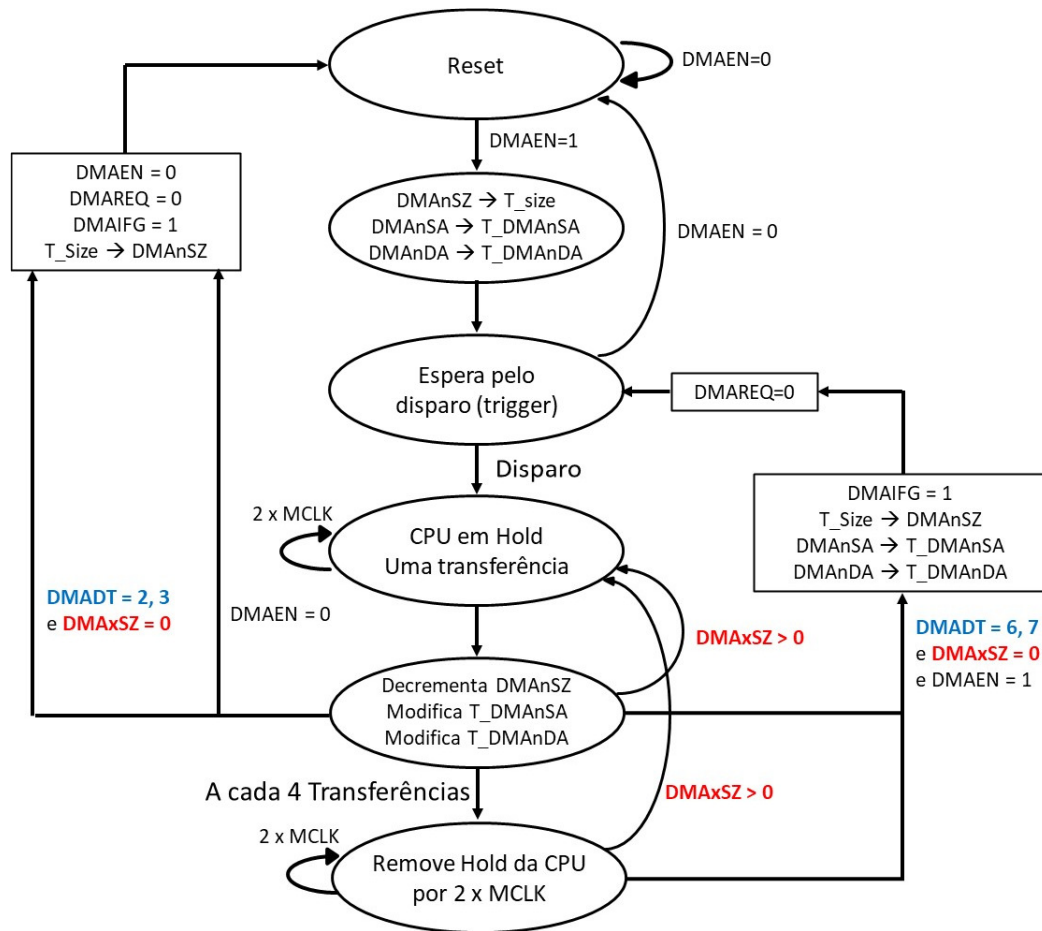 Reset
DMAEN=0
DMAEN=1
DMAEN = 0
DMAREQ = 0
DMAIFG = 1
T_Size → DMAnSZ
DMAnSZ → T_size
DMAnSA → T_DMAnSA
DMAnDA → T_DMAnDA
DMAEN = 0
Espera pelo
disparo (trigger)
DMAREQ=0
Disparo
2 x MCLK
CPU em Hold
Uma transferência
DMAIFG = 1
T_Size → DMAnSZ
DMAnSA → T_DMAnSA
DMAnDA → T_DMAnDA
DMADT = 2, 3
e DMAxSZ = 0
DMAEN = 0
DMAxSZ > 0
DMADT = 6, 7
e DMAxSZ = 0
e DMAEN = 1
Decrementa DMAnSZ
Modifica T_DMAnSA
Modifica T_DMAnDA
A cada 4 Transferências
DMAxSZ > 0
2 x MCLK
Remove Hold da CPU
por 2 x MCLK